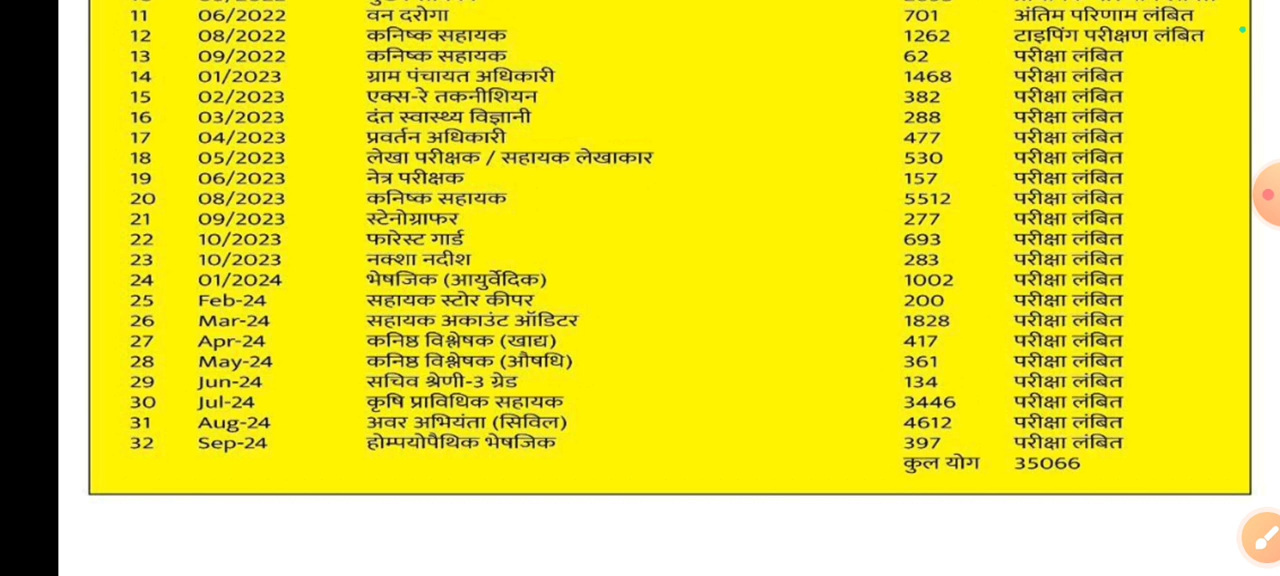 11 06/2022 वन दरोगा 701 अंतिम परिणाम लंबित
12 08/2022 कनिष्क सहायक 1262 टाइपिंग परीक्षण लंबित
13 09/2022 कनिष्क सहायक 62 परीक्षा लंबित
14 01/2023 ग्राम पंचायत अधिकारी 1468 परीक्षा लंबित
15 02/2023 एक्स-रे तकनीशियन 382 परीक्षा लंबित
16 03/2023 दंत स्वास्थ्य विज्ञानी 288 परीक्षा लंबित
17 04/2023 प्रवर्तन अधिकारी 477 परीक्षा लंबित
18 05/2023 लेखा परीक्षक / सहायक लेखाकार 530 परीक्षा लंबित
19 06/2023 नेत्र परीक्षक 157 परीक्षा लंबित
20 08/2023 कनिष्क सहायक 5512 परीक्षा लंबित
21 09/2023 स्टेनोग्राफर 277 परीक्षा लंबित
22 10/2023 फारेस्ट गार्ड 693 परीक्षा लंबित
23 10/2023 नक्शा नदीश 283 परीक्षा लंबित
24 01/2024 भेषजिक (आयुर्वेदिक) 1002 परीक्षा लंबित
25 Feb-24 सहायक स्टोर कीपर 200 परीक्षा लंबित
26 Mar-24 सहायक अकाउंट ऑडिटर 1828 परीक्षा लंबित
27 Apr-24 कनिष्ठ विश्लेषक (खाद्य) 417 परीक्षा लंबित
28 May-24 कनिष्ठ विश्लेषक (औषधि) 361 परीक्षा लंबित
29 Jun-24 सचिव श्रेणी-3 ग्रेड 134 परीक्षा लंबित
30 Jul-24 कृषि प्राविधिक सहायक 3446 परीक्षा लंबित
31 Aug-24 अवर अभियंता (सिविल) 4612 परीक्षा लंबित
32 Sep-24 होम्पयोपैथिक भेषजिक 397 परीक्षा लंबित
कुल योग 35066